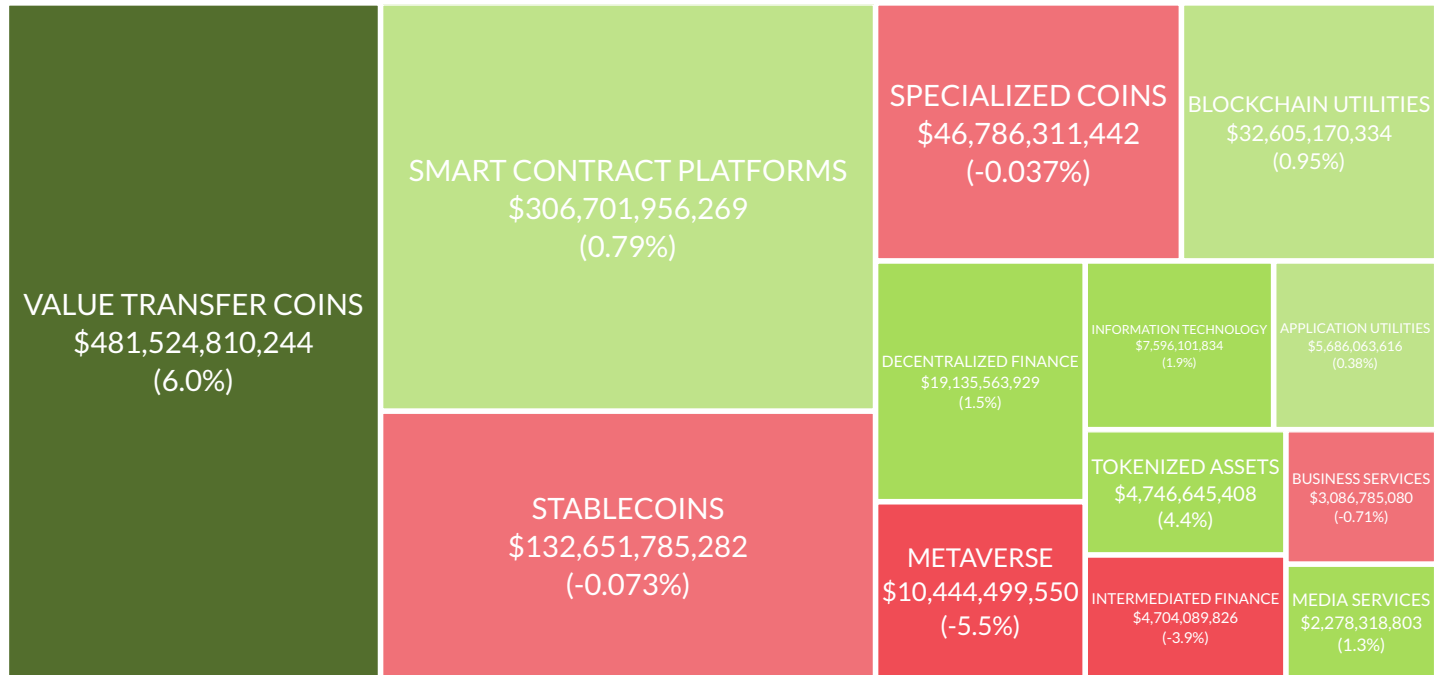 VALUE TRANSFER COINS
$481,524,810,244
(6.0%)
SMART CONTRACT PLATFORMS
$306,701,956,269
(0.79%)
STABLECOINS
$132,651,785,282
(-0.073%)
SPECIALIZED COINS
$46,786,311,442
(-0.037%)
BLOCKCHAIN UTILITIES
$32,605,170,334
(0.95%)
DECENTRALIZED FINANCE
$19,135,563,929
(1.5%)
METAVERSE
$10,444,499,550
(-5.5%)
INFORMATION TECHNOLOGY
$7,596,101,834
(1.9%)
APPLICATION UTILITIES
$5,686,063,616
(0.38%)
TOKENIZED ASSETS
$4,746,645,408
(4.4%)
INTERMEDIATED FINANCE
$4,704,089,826
(-3.9%)
BUSINESS SERVICES
$3,086,785,080
(-0.71%)
MEDIA SERVICES
$2,278,318,803
(1.3%)